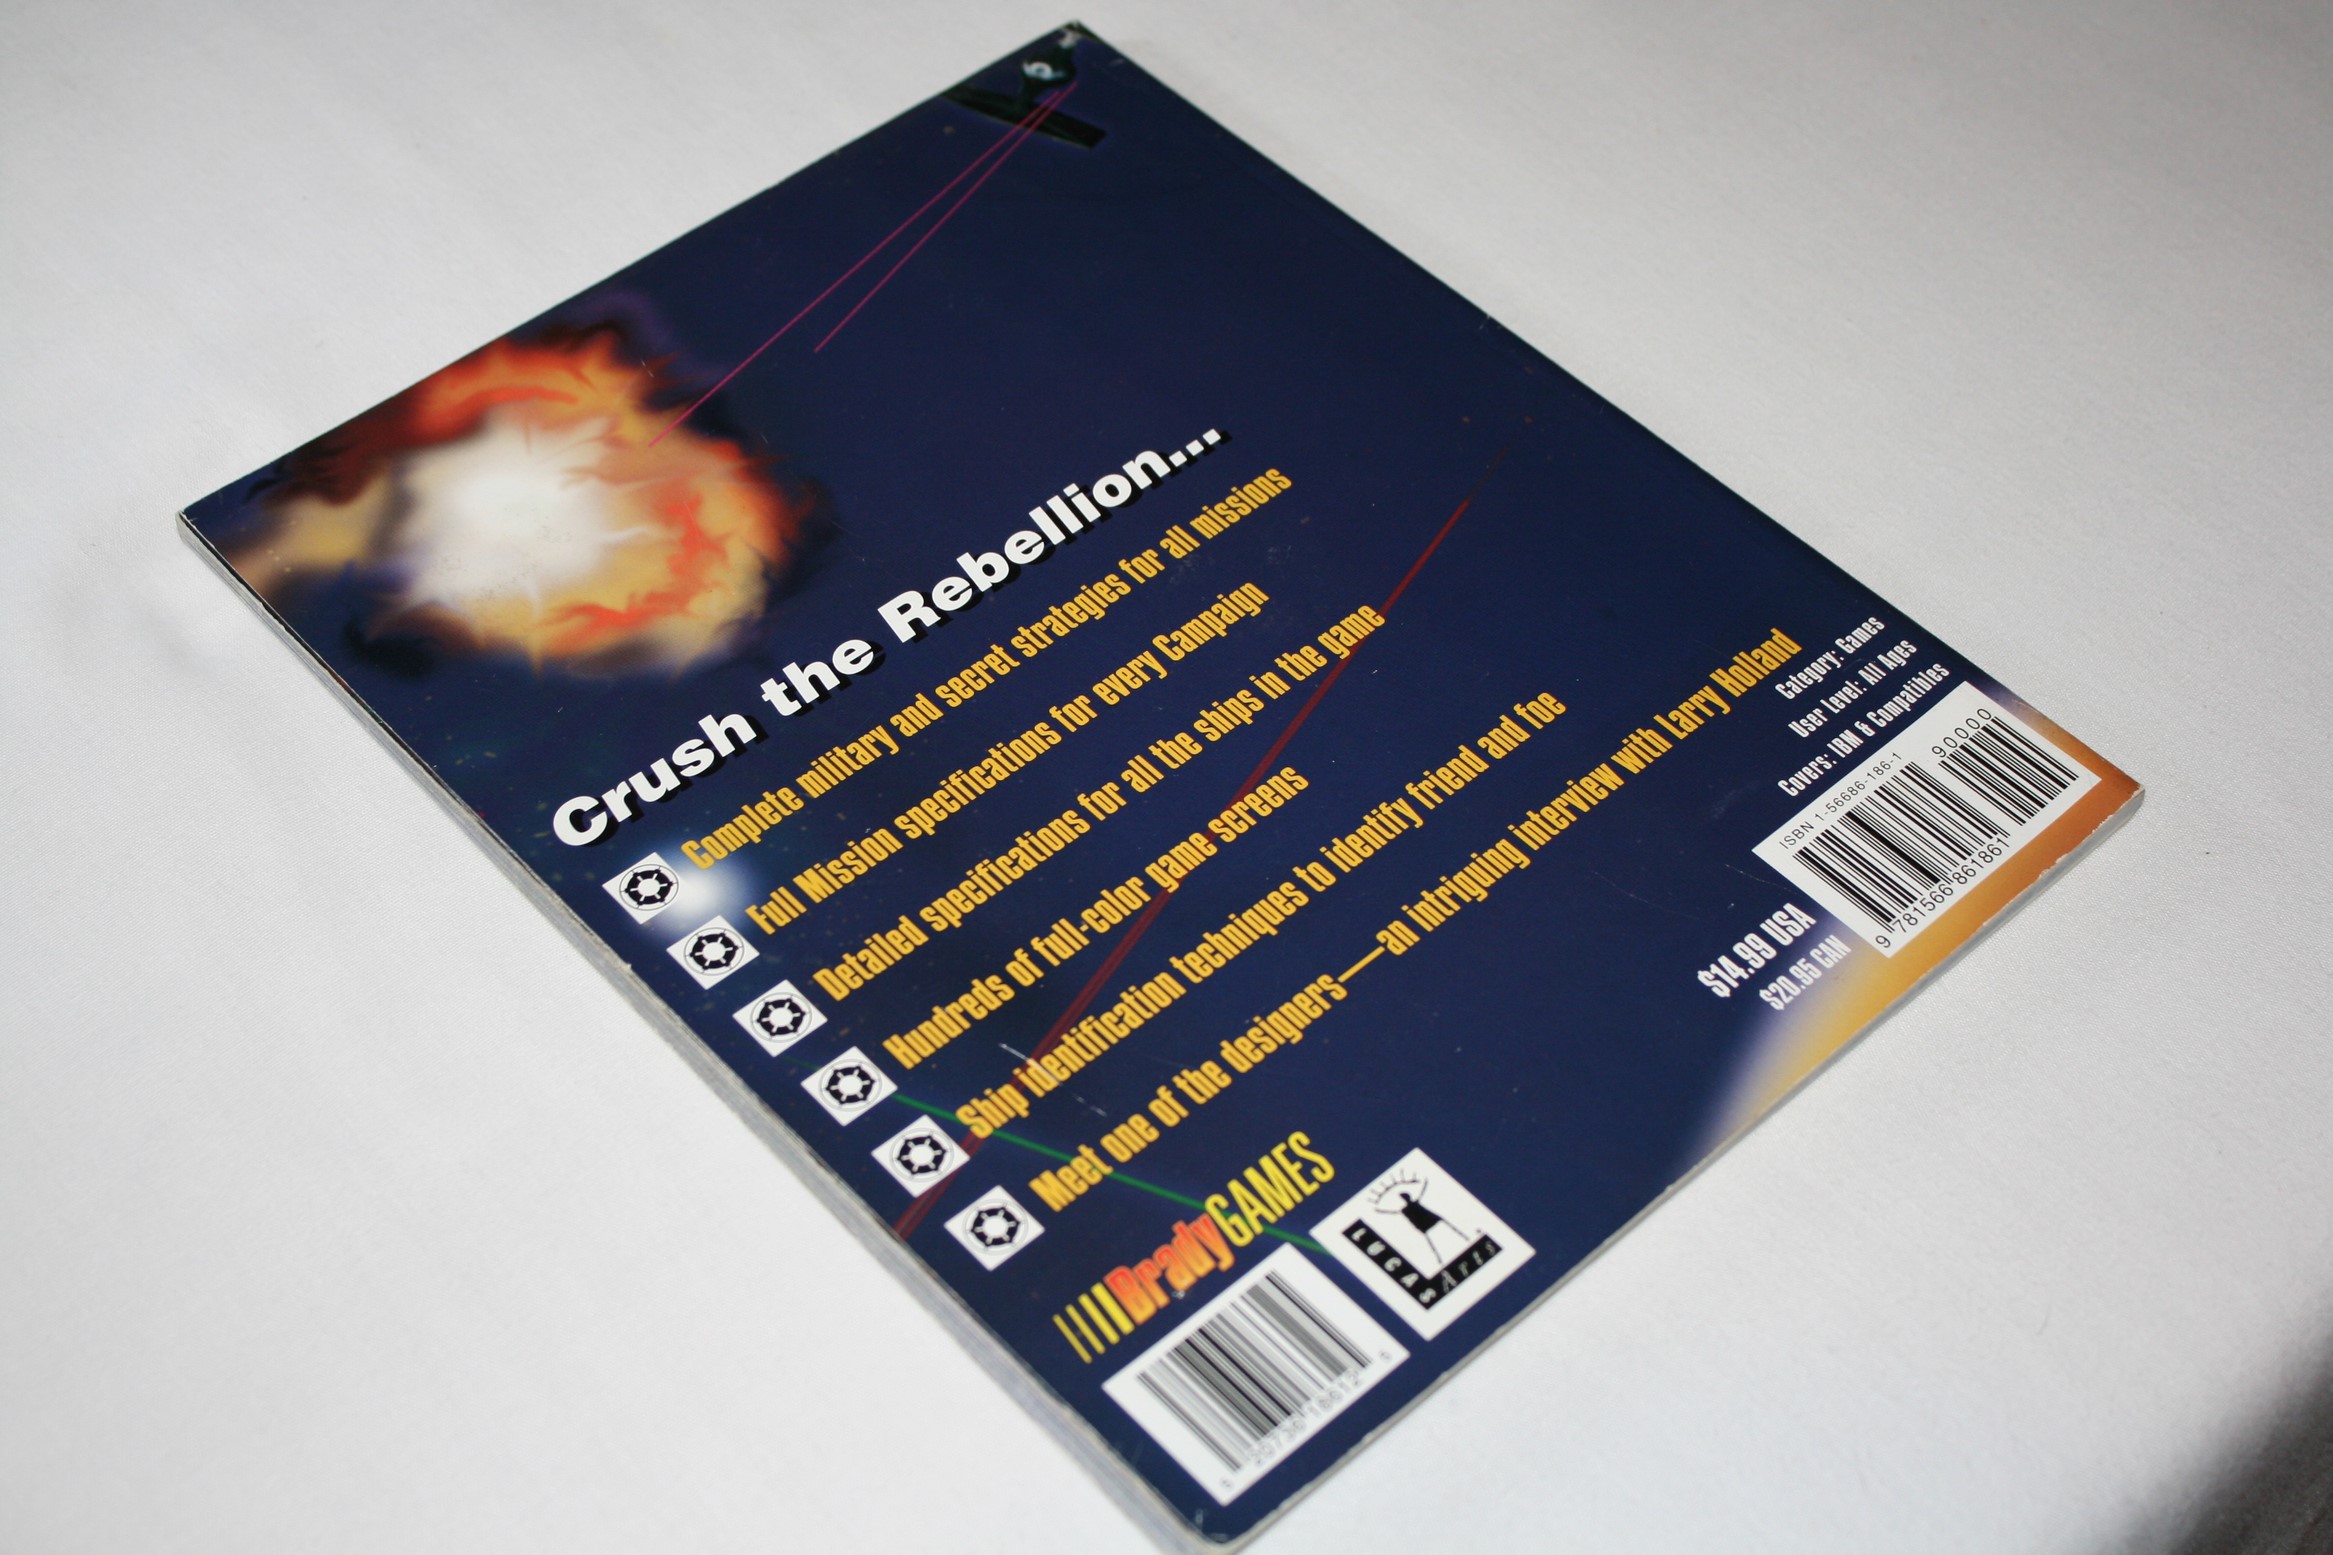 Crush the Rebellion...
Complete military and secret strategies for all missions
Full Mission specifications for every Campaign
Detailed specifications for all the ships in the game
Hundreds of full-color game screens
Ship identification techniques to identify friend and foe
Meet one of the designers—an intriguing interview with Larry Holland
Category: Games
User Level: All Ages
Covers: IBM & Compatibles
ISBN 1-56686-186-1
90000
9 781566 861861
$14.99 USA
$20.95 CAN
BradyGAMES
LUCAS
Arts